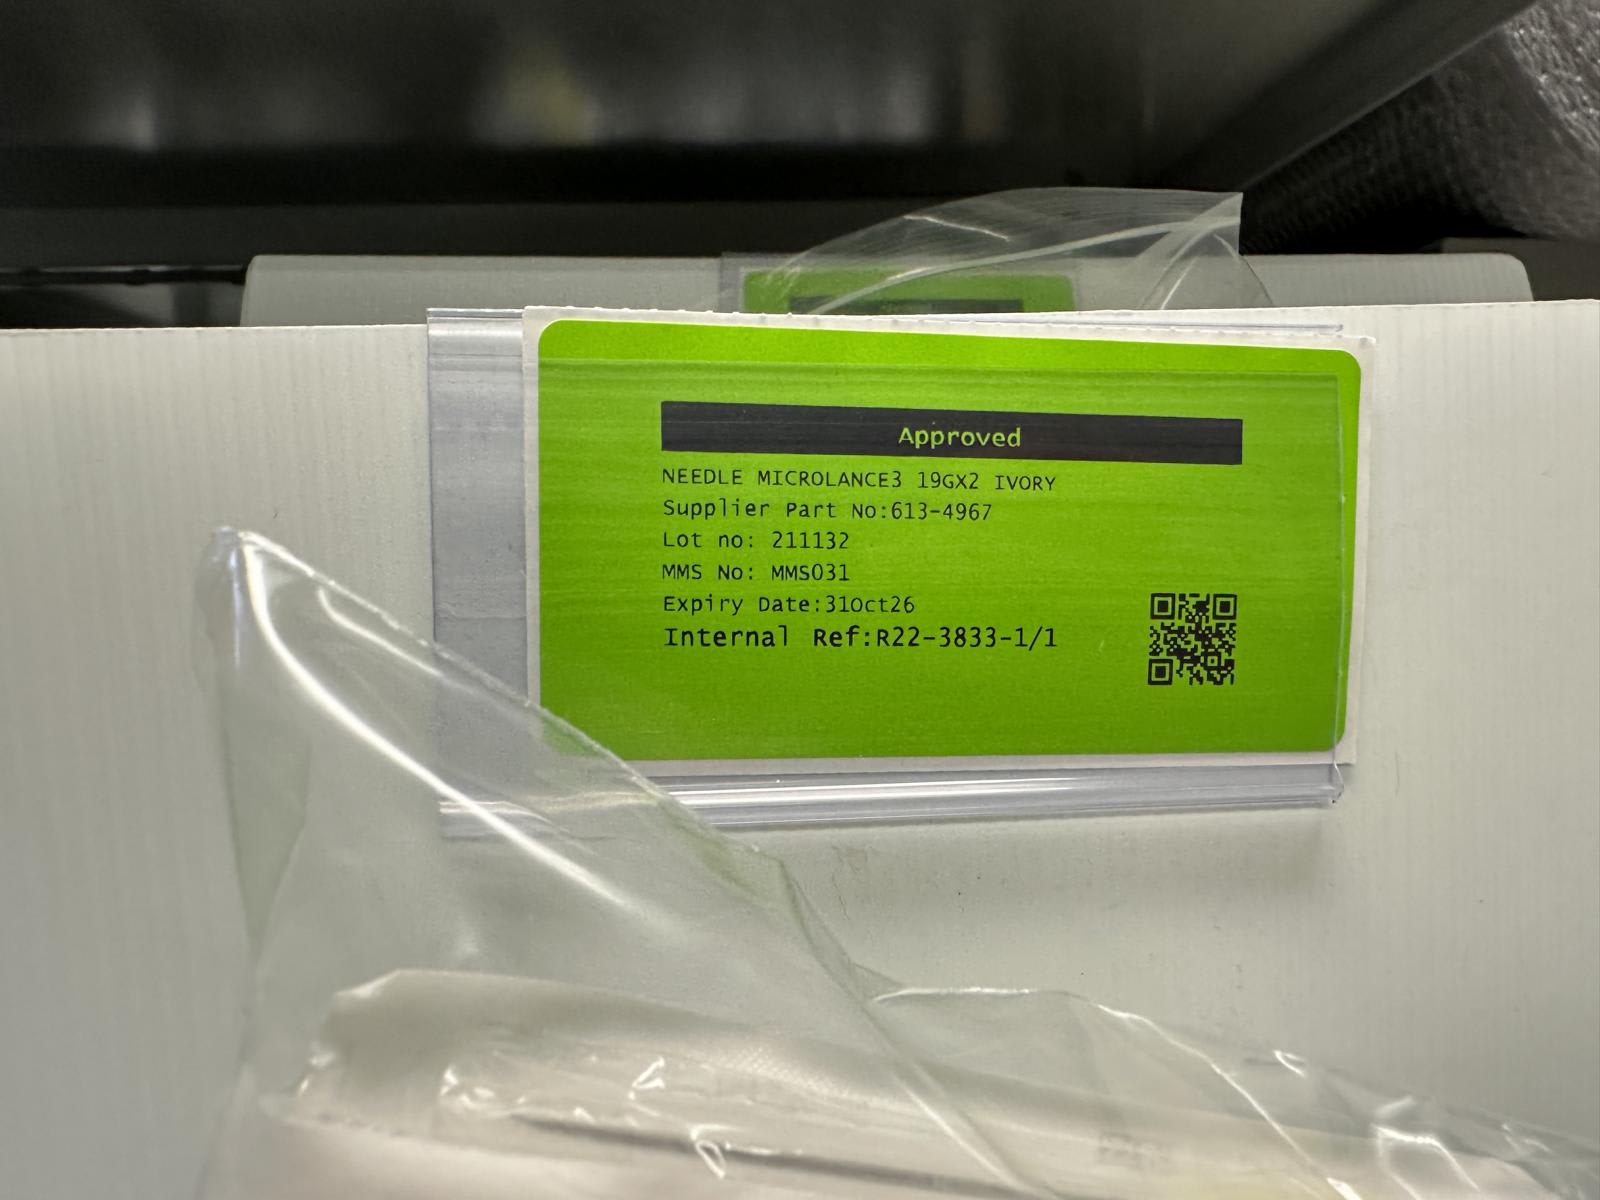 Approved
NEEDLE MICROLANCE3 19GX2 IVORY
Supplier Part No:613-4967
Lot no: 211132
MMS No: MMS031
Expiry Date:31Oct26
Internal Ref:R22-3833-1/1